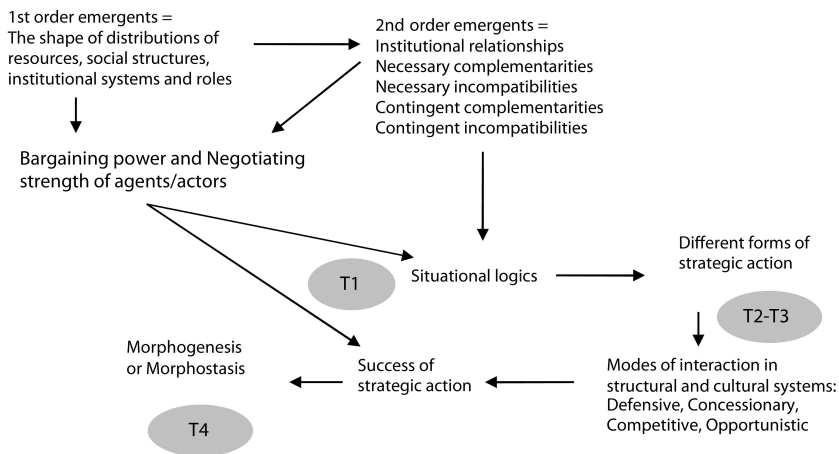 1st order emergents =
The shape of distributions of
resources, social structures,
institutional systems and roles
2nd order emergents =
Institutional relationships
Necessary complementarities
Necessary incompatibilities
Contingent complementarities
Contingent incompatibilities
Bargaining power and Negotiating
strength of agents/actors
Different forms of
strategic action
T1
Situational logics
T2-T3
Morphogenesis
or Morphostasis
Success of
strategic action
Modes of interaction in
structural and cultural systems:
Defensive, Concessionary,
Competitive, Opportunistic
T4